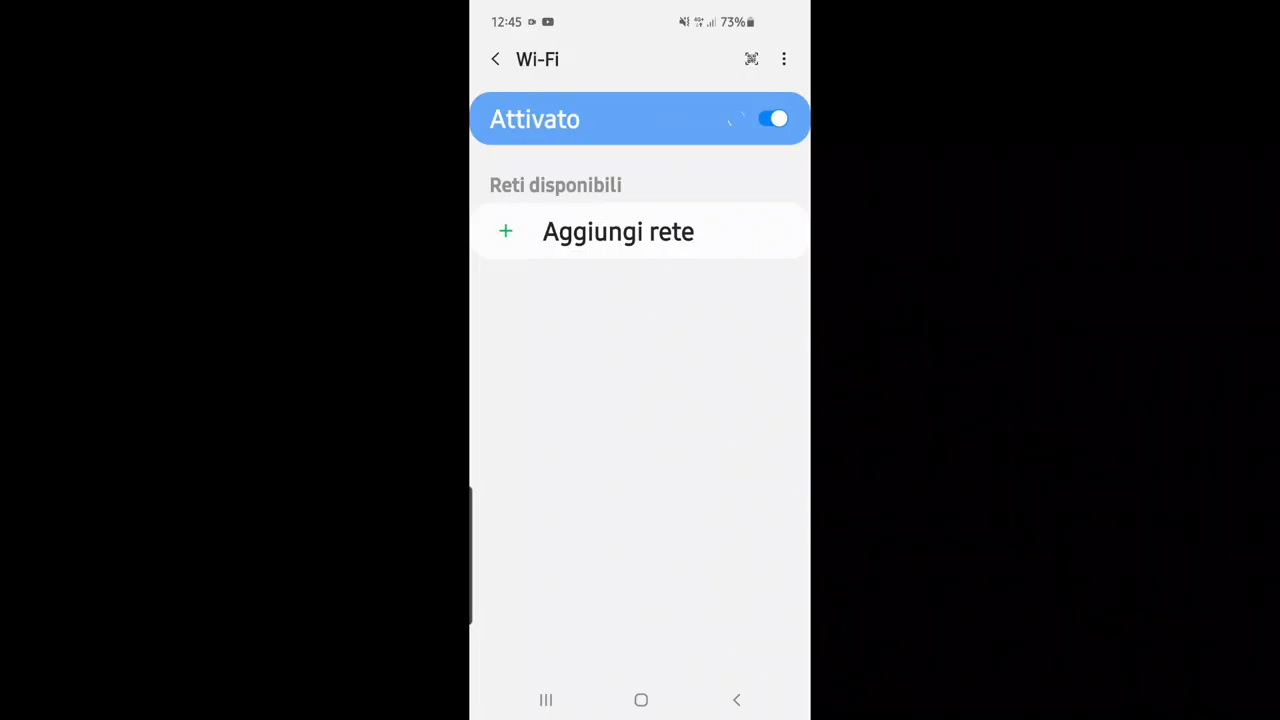 12:45 73%
Wi-Fi
Attivato
Reti disponibili
+ Aggiungi rete